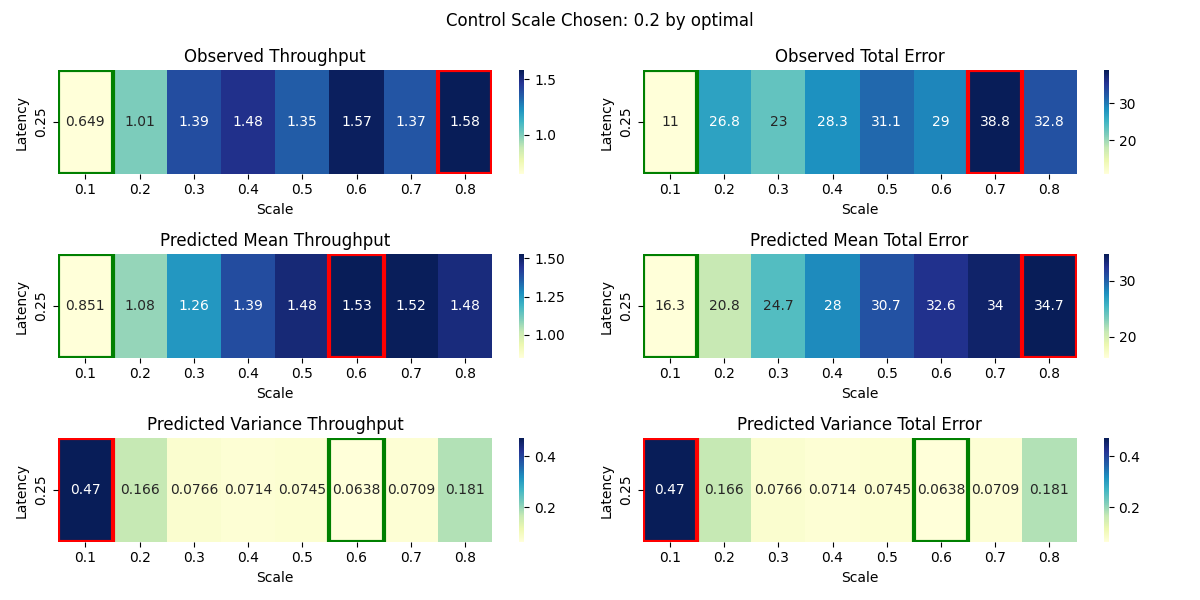 Control Scale Chosen: 0.2 by optimal
Observed Throughput
Latency
0.25
0.649 1.01 1.39 1.48 1.35 1.57 1.37 1.58
0.1 0.2 0.3 0.4 0.5 0.6 0.7 0.8
Scale
1.5
1.0
Observed Total Error
Latency
0.25
11 26.8 23 28.3 31.1 29 38.8 32.8
0.1 0.2 0.3 0.4 0.5 0.6 0.7 0.8
Scale
30
20
Predicted Mean Throughput
Latency
0.25
0.851 1.08 1.26 1.39 1.48 1.53 1.52 1.48
0.1 0.2 0.3 0.4 0.5 0.6 0.7 0.8
Scale
1.50
1.25
1.00
Predicted Mean Total Error
Latency
0.25
16.3 20.8 24.7 28 30.7 32.6 34 34.7
0.1 0.2 0.3 0.4 0.5 0.6 0.7 0.8
Scale
30
20
Predicted Variance Throughput
Latency
0.25
0.47 0.166 0.0766 0.0714 0.0745 0.0638 0.0709 0.181
0.1 0.2 0.3 0.4 0.5 0.6 0.7 0.8
Scale
0.4
0.2
Predicted Variance Total Error
Latency
0.25
0.47 0.166 0.0766 0.0714 0.0745 0.0638 0.0709 0.181
0.1 0.2 0.3 0.4 0.5 0.6 0.7 0.8
Scale
0.4
0.2